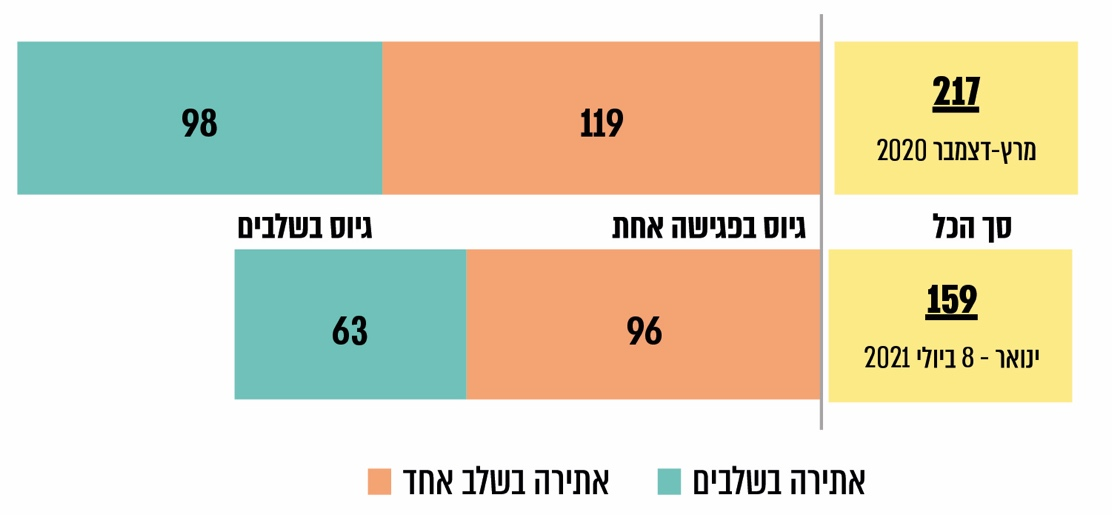 217
מרץ-דצמבר 2020
119
98
סך הכל
גיוס בפגישה אחת
גיוס בשלבים
159
ינואר - 8 ביולי 2021
96
63
אתירה בשלבים
אתירה בשלב אחד